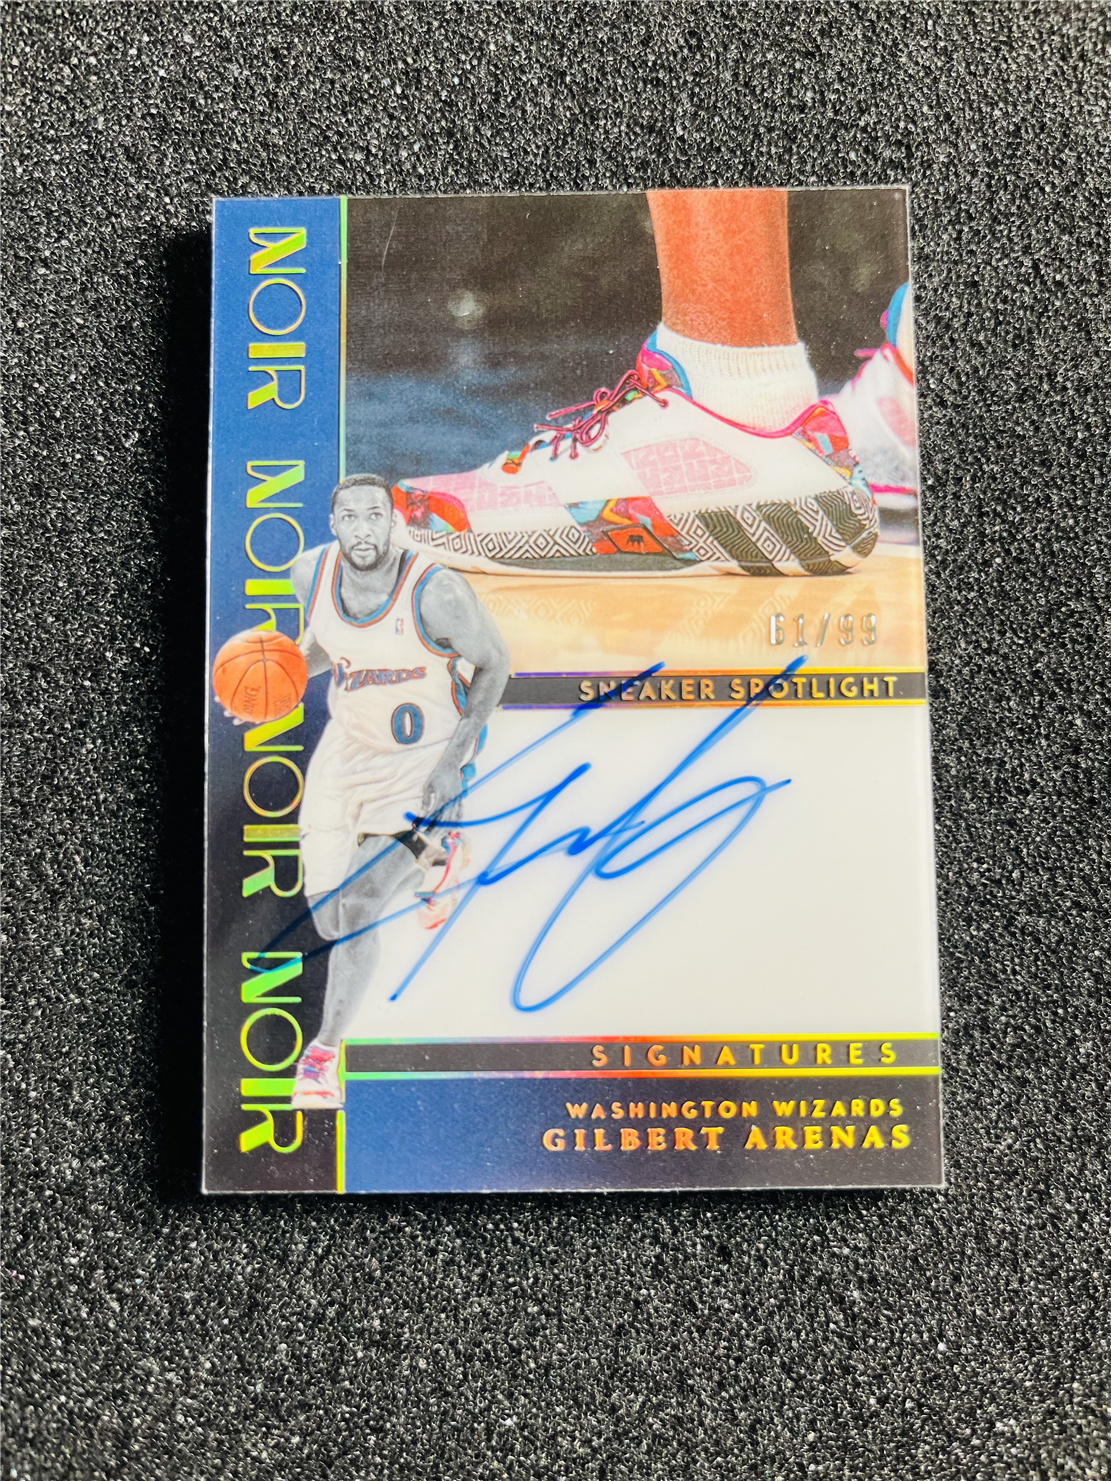 NOIR NOIR NOIR NOIR
61/99
SNEAKER SPOTLIGHT
WIZARDS
0
SIGNATURES
WASHINGTON WIZARDS
GILBERT ARENAS